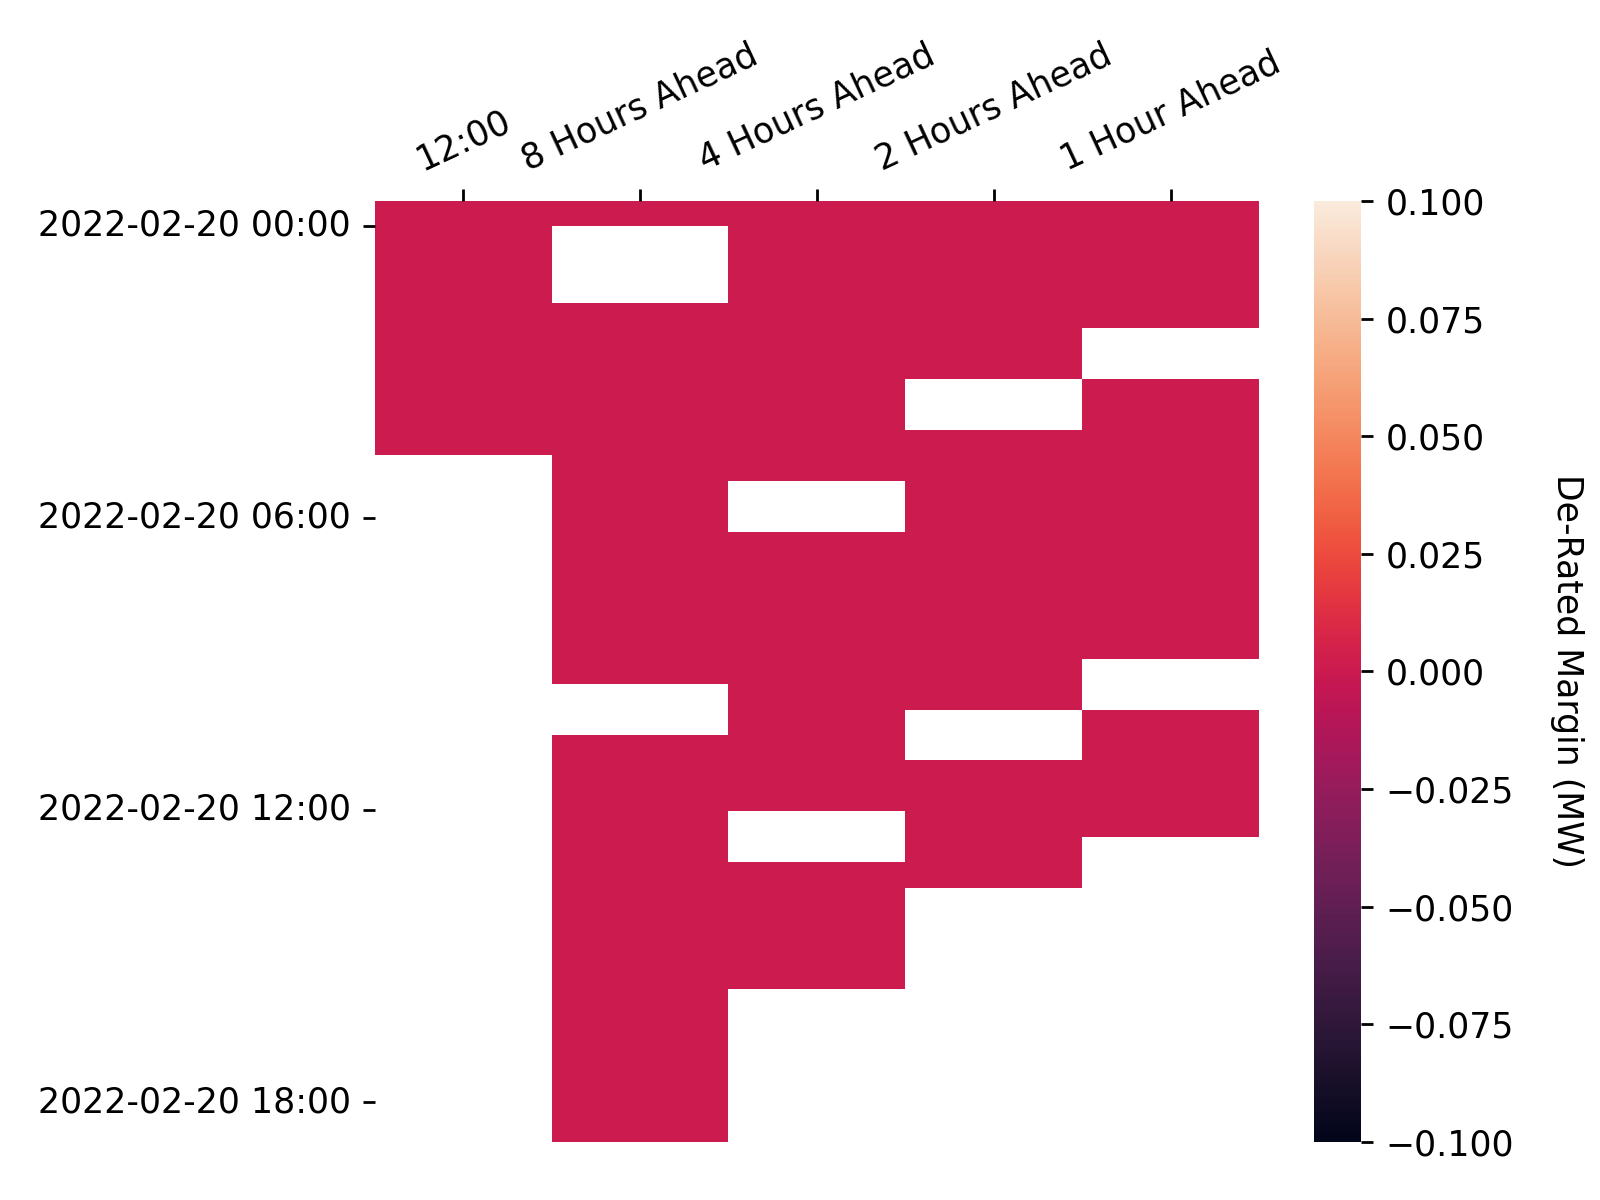 12:00
8 Hours Ahead
4 Hours Ahead
2 Hours Ahead
1 Hour Ahead
2022-02-20 00:00
2022-02-20 06:00
2022-02-20 12:00
2022-02-20 18:00
0.100
0.075
0.050
0.025
0.000
−0.025
−0.050
−0.075
−0.100
De-Rated Margin (MW)